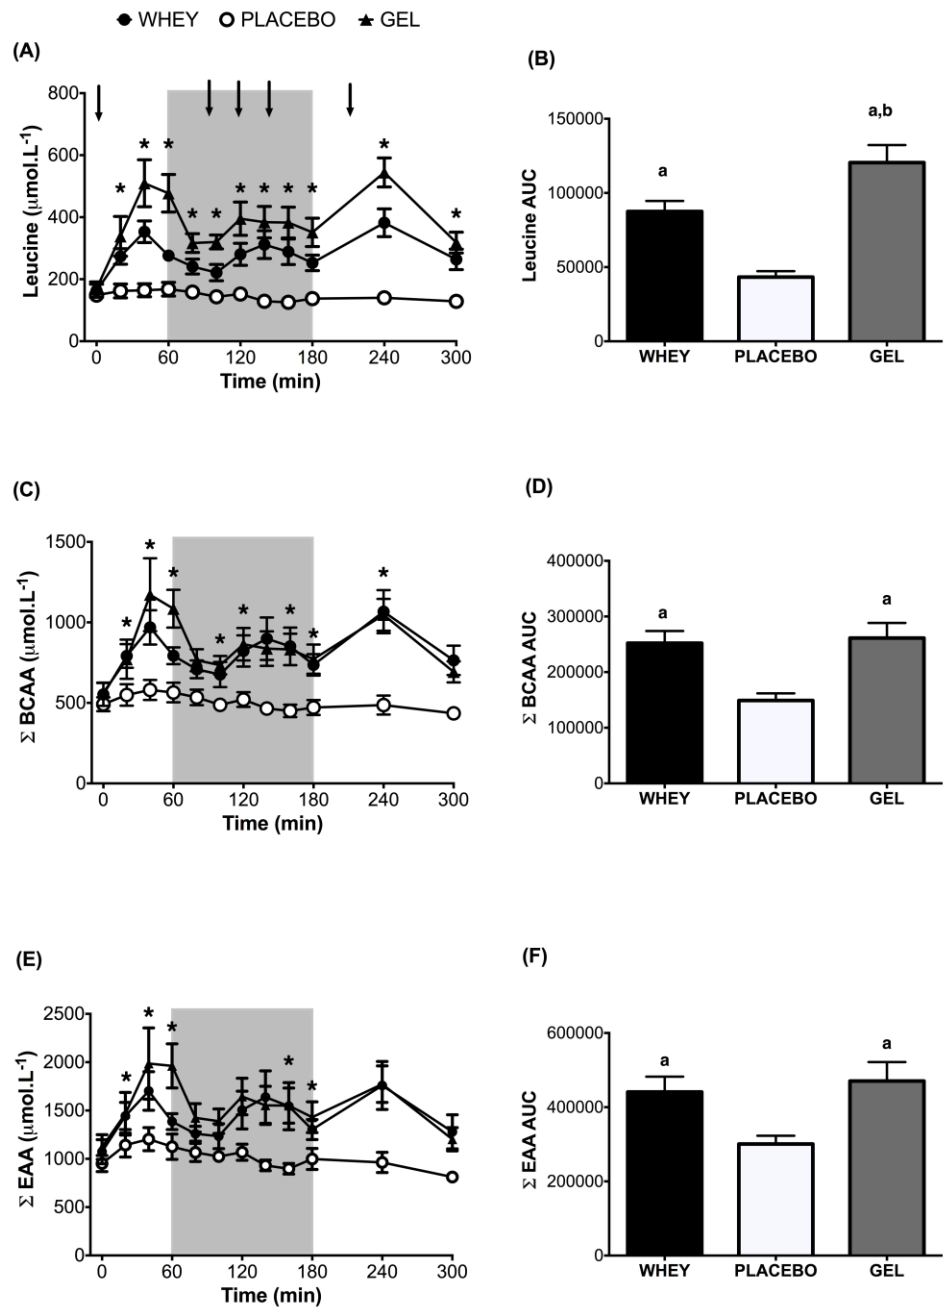 WHEY PLACEBO GEL
(A)
Leucine (μmol.L⁻¹)
800
600
400
200
0
* * * * * * * * * * * *
0 60 120 180 240 300
Time (min)
(B)
Leucine AUC
150000
100000
50000
0
a
a,b
WHEY PLACEBO GEL
(C)
Σ BCAA (μmol.L⁻¹)
1500
1000
500
0
* * * * * * * *
0 60 120 180 240 300
Time (min)
(D)
Σ BCAA AUC
400000
300000
200000
100000
0
a
a
WHEY PLACEBO GEL
(E)
Σ EAA (μmol.L⁻¹)
2500
2000
1500
1000
500
0
* * * * *
0 60 120 180 240 300
Time (min)
(F)
Σ EAA AUC
600000
400000
200000
0
a
a
WHEY PLACEBO GEL